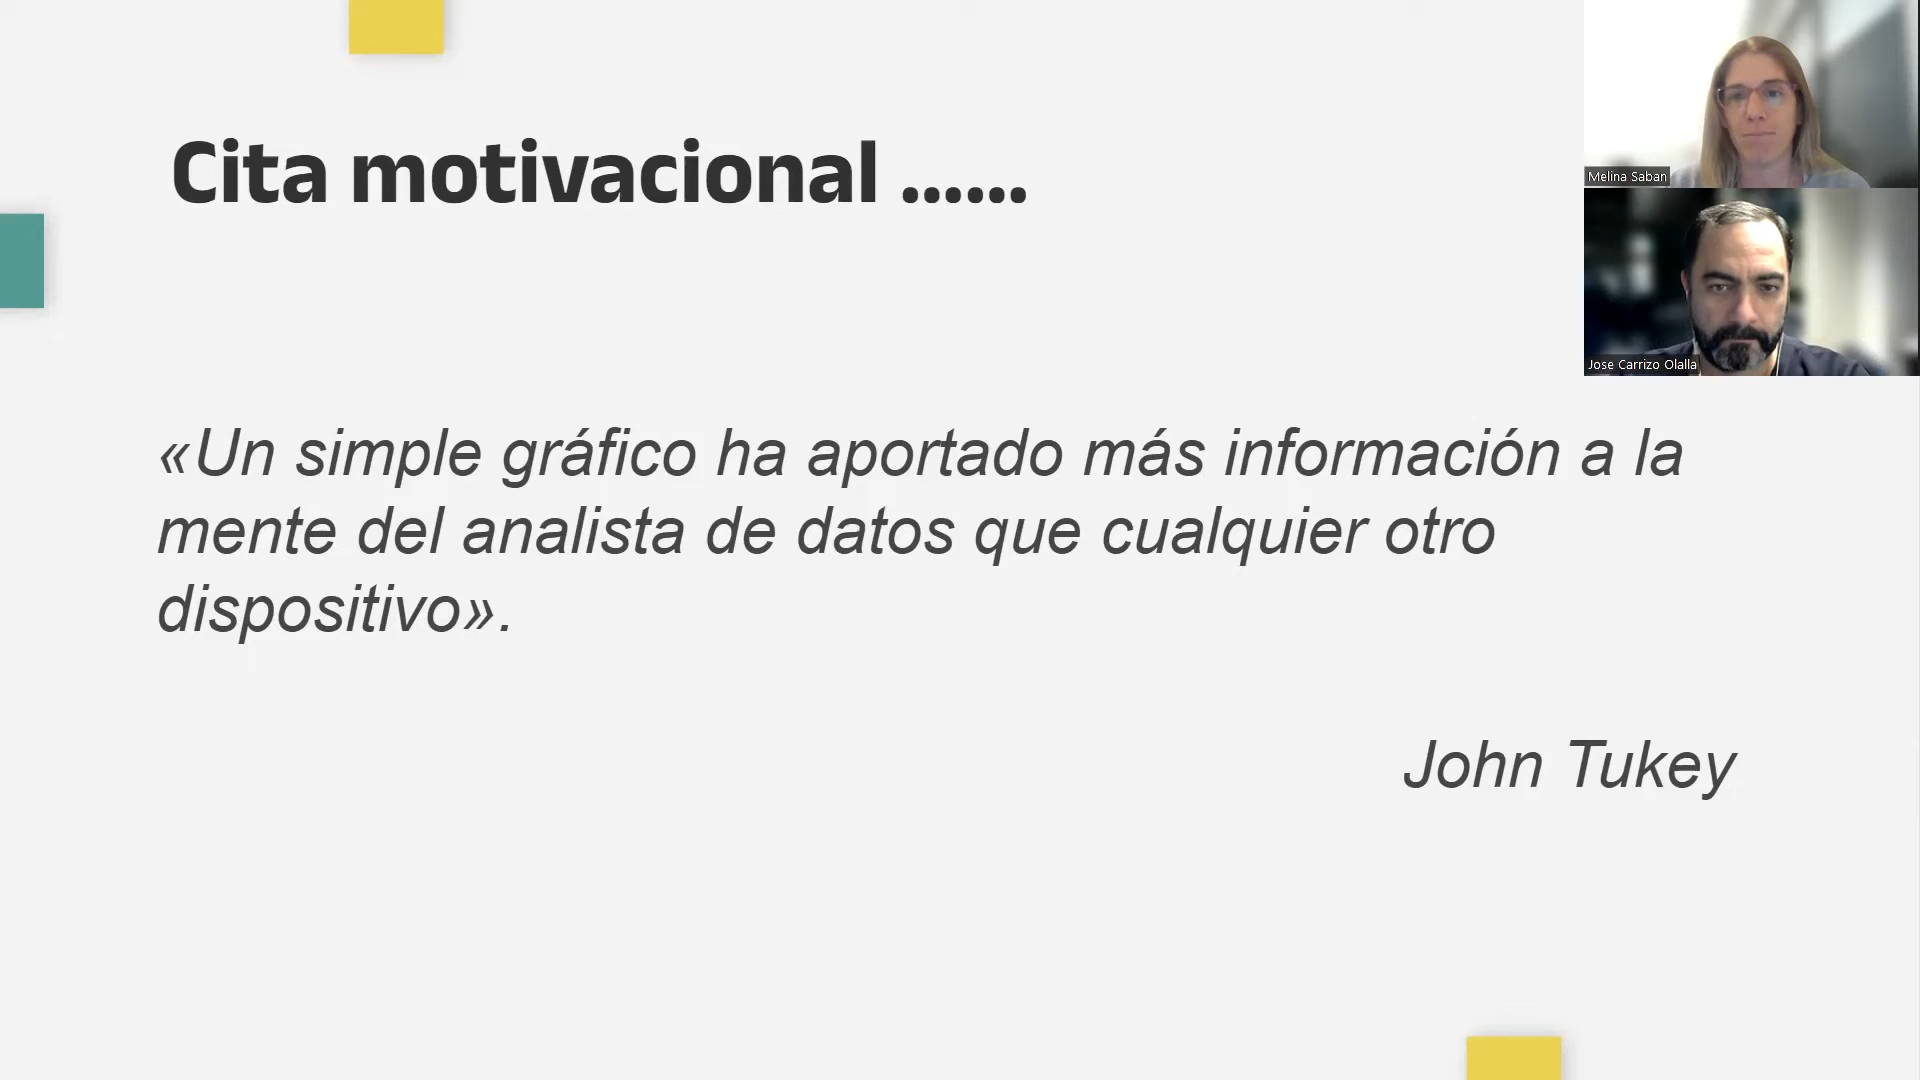 Cita motivacional ......
Melina Saban
Jose Carrizo Olalla
«Un simple gráfico ha aportado más información a la
mente del analista de datos que cualquier otro
dispositivo».
John Tukey